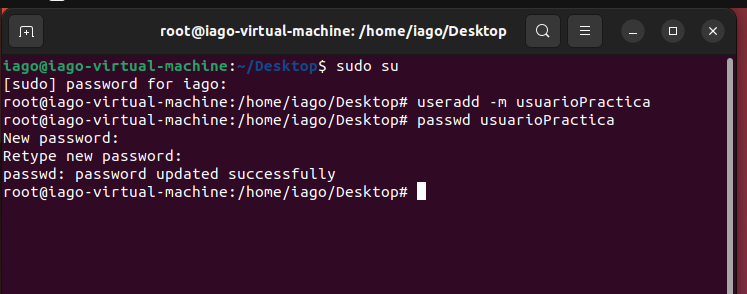 root@iago-virtual-machine: /home/iago/Desktop
iago@iago-virtual-machine:~/Desktop$ sudo su
[sudo] password for iago:
root@iago-virtual-machine:/home/iago/Desktop# useradd -m usuarioPractica
root@iago-virtual-machine:/home/iago/Desktop# passwd usuarioPractica
New password:
Retype new password:
passwd: password updated successfully
root@iago-virtual-machine:/home/iago/Desktop#